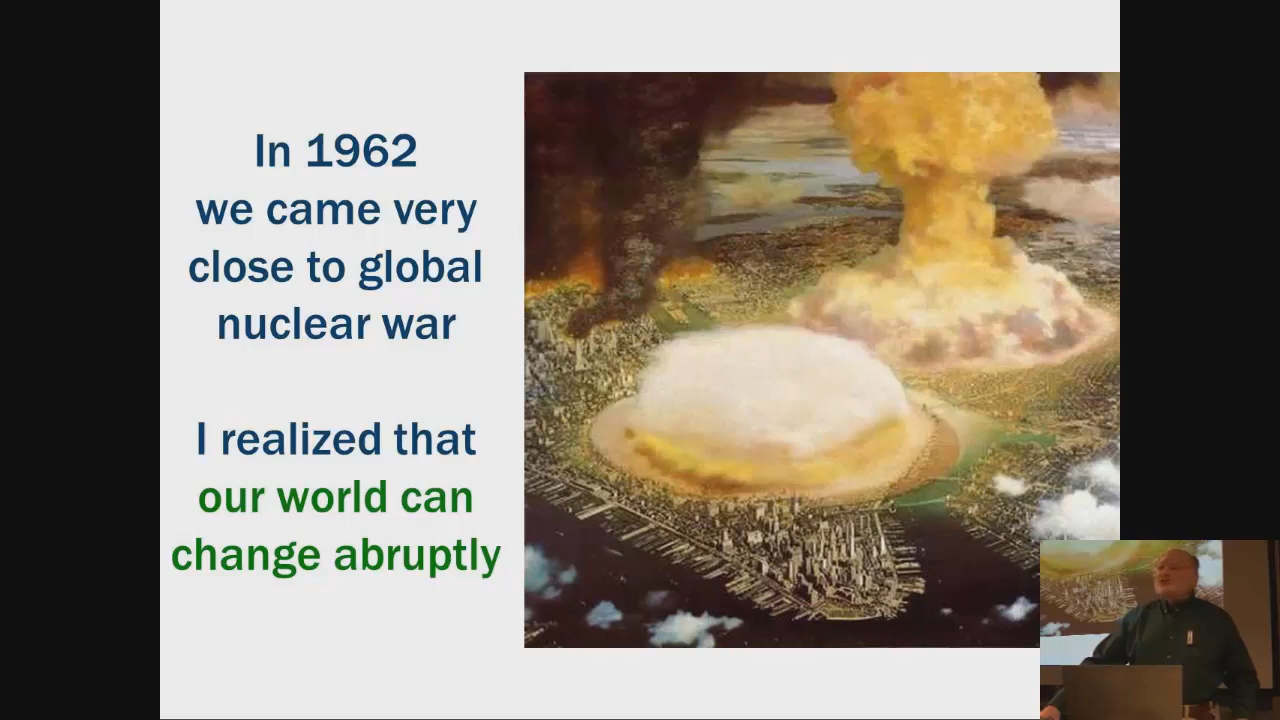 In 1962
we came very
close to global
nuclear war
I realized that
our world can
change abruptly